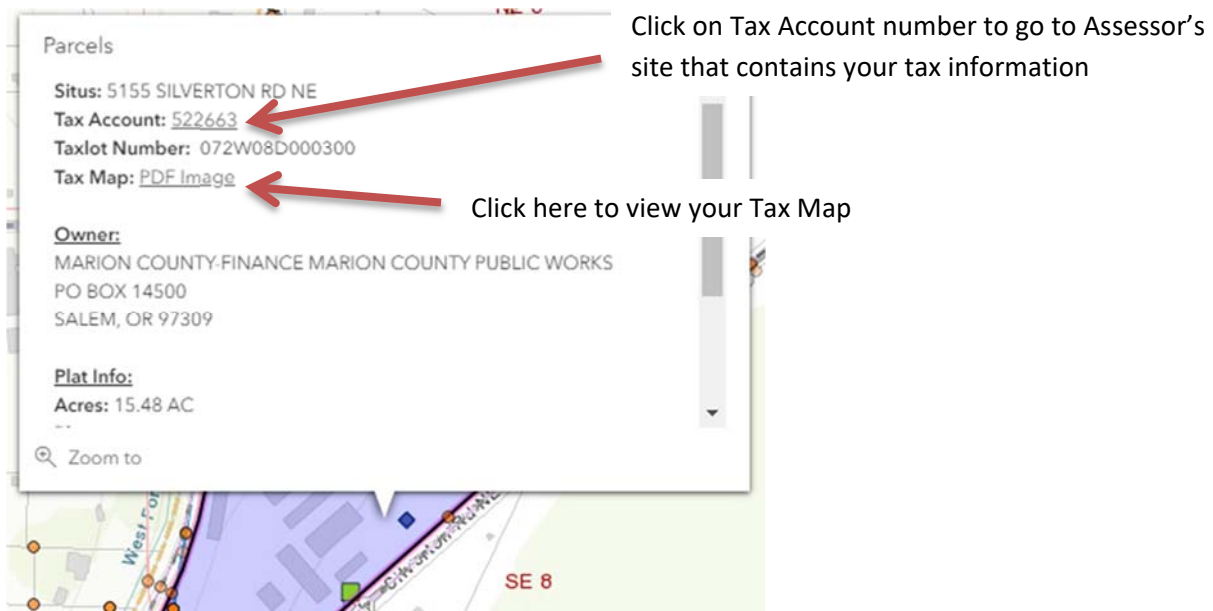 Click on Tax Account number to go to Assessor's
site that contains your tax information
Parcels
Situs: 5155 SILVERTON RD NE
Tax Account: 522663
Taxlot Number: 072W08D000300
Tax Map: PDF Image
Click here to view your Tax Map
Owner:
MARION COUNTY-FINANCE MARION COUNTY PUBLIC WORKS
PO BOX 14500
SALEM, OR 97309
Plat Info:
Acres: 15.48 AC
Zoom to
West For
SE 8